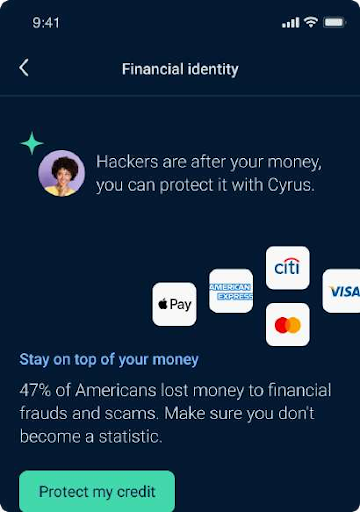 9:41
Financial identity
Hackers are after your money,
you can protect it with Cyrus.
citi
AMERICAN
EXPRESS
VISA
Pay
Stay on top of your money
47% of Americans lost money to financial
frauds and scams. Make sure you don't
become a statistic.
Protect my credit